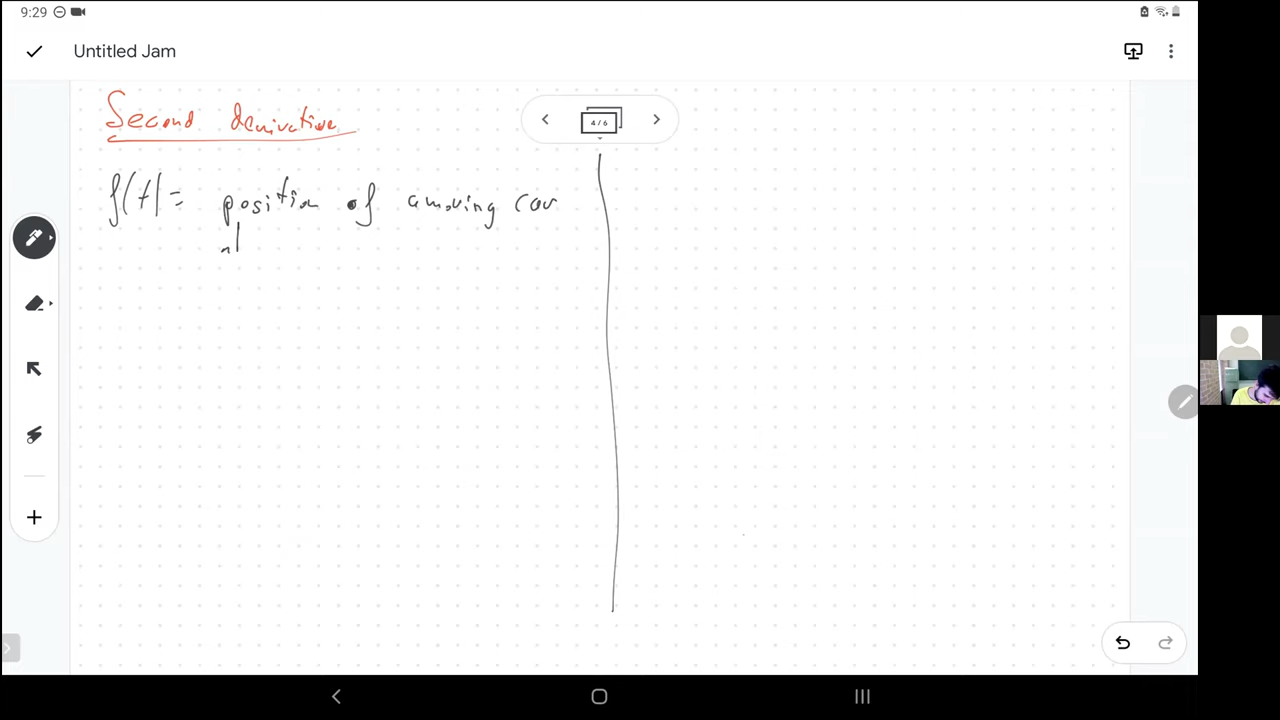 9:29
Untitled Jam
Second derivative
4/6
f(t) = position of a moving car